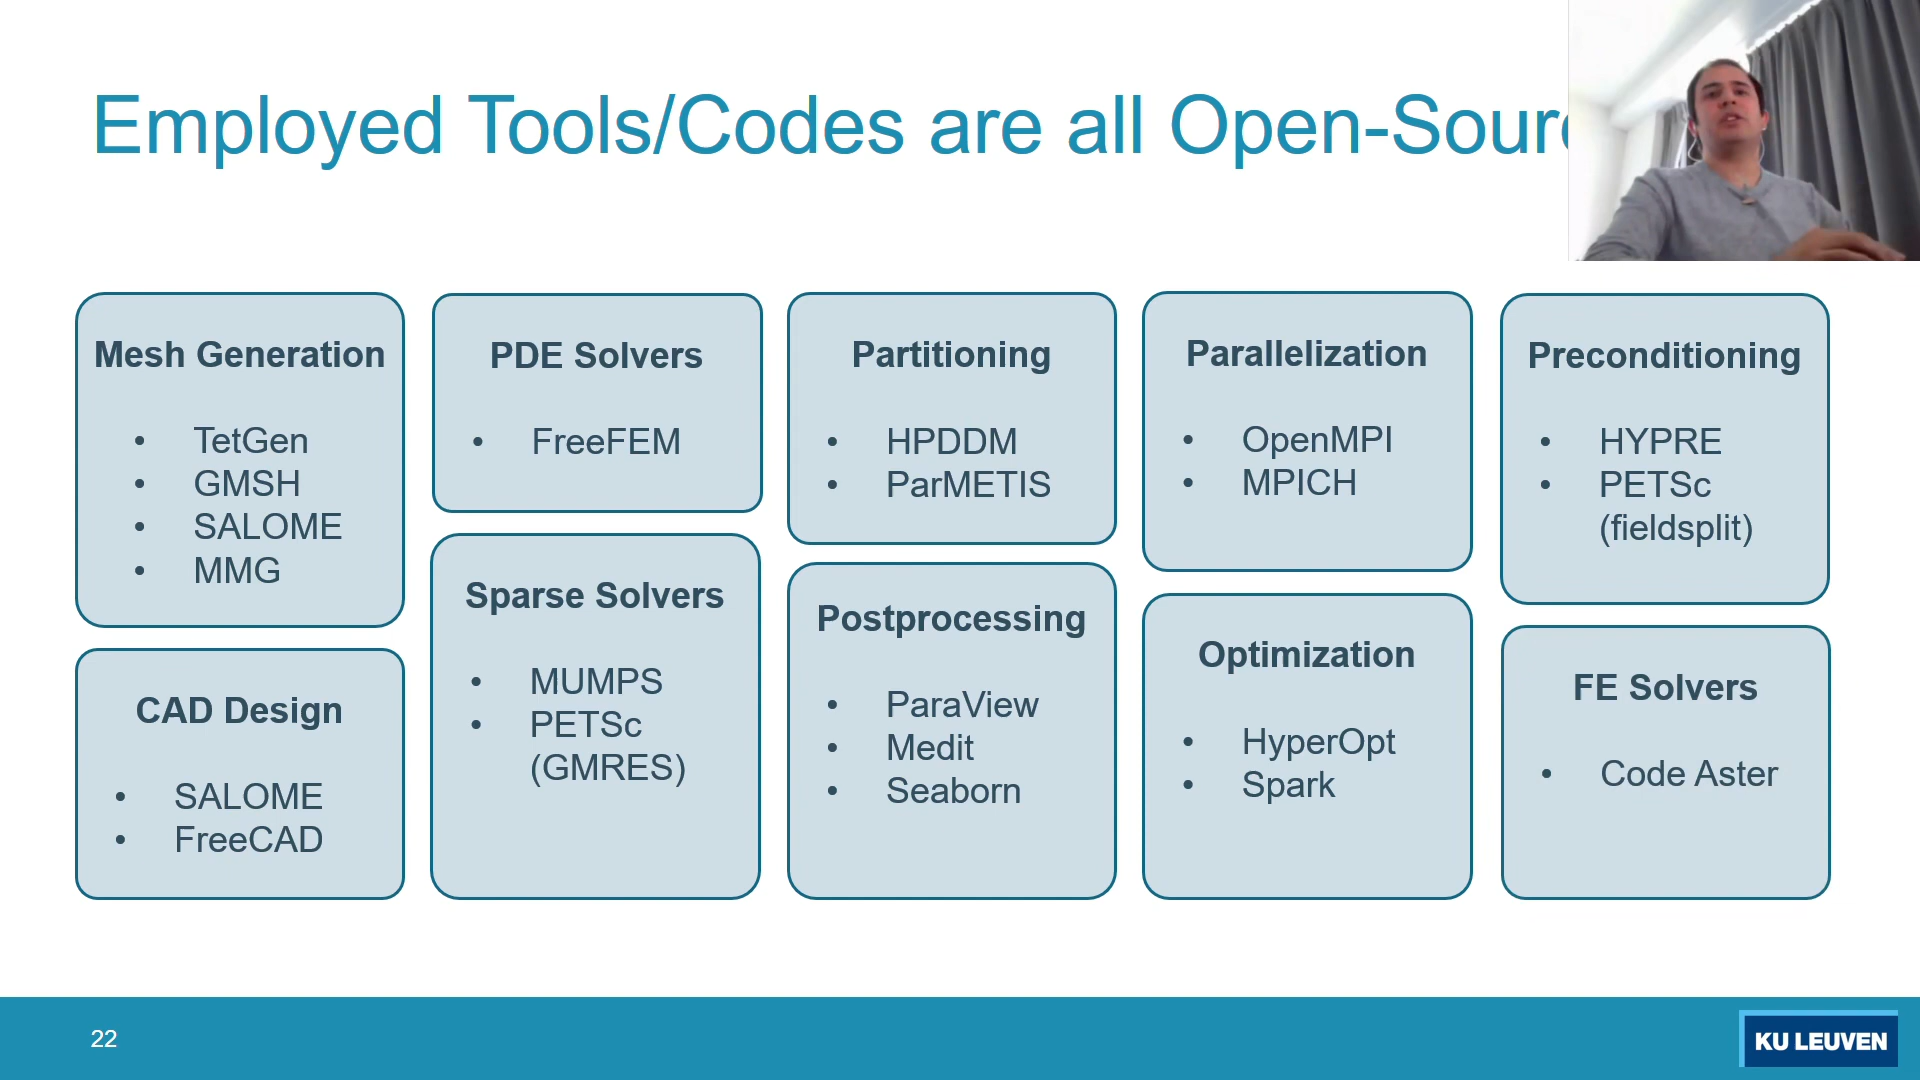 Employed Tools/Codes are all
Mesh Generation
• TetGen
• GMSH
• SALOME
• MMG
CAD Design
• SALOME
• FreeCAD
PDE Solvers
• FreeFEM
Sparse Solvers
• MUMPS
• PETSc
(GMRES)
Partitioning
• HPDDM
• ParMETIS
Postprocessing
• ParaView
• Medit
• Seaborn
Parallelization
• OpenMPI
• MPICH
Optimization
• HyperOpt
• Spark
Preconditioning
• HYPRE
• PETSc
(fieldsplit)
FE Solvers
• Code Aster
22
KU LEUVEN